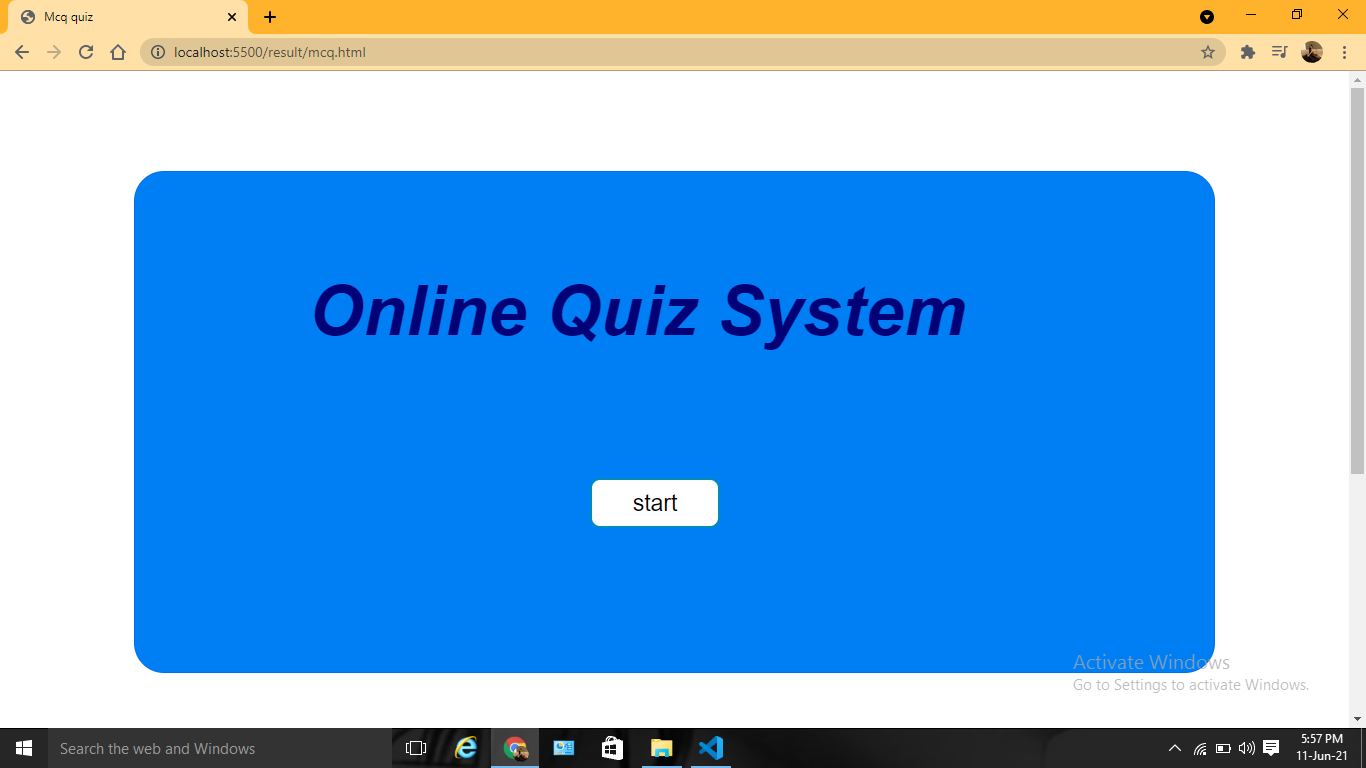 Mcq quiz
localhost:5500/result/mcq.html
Online Quiz System
start
Activate Windows
Go to Settings to activate Windows.
Search the web and Windows
5:57 PM
11-Jun-21